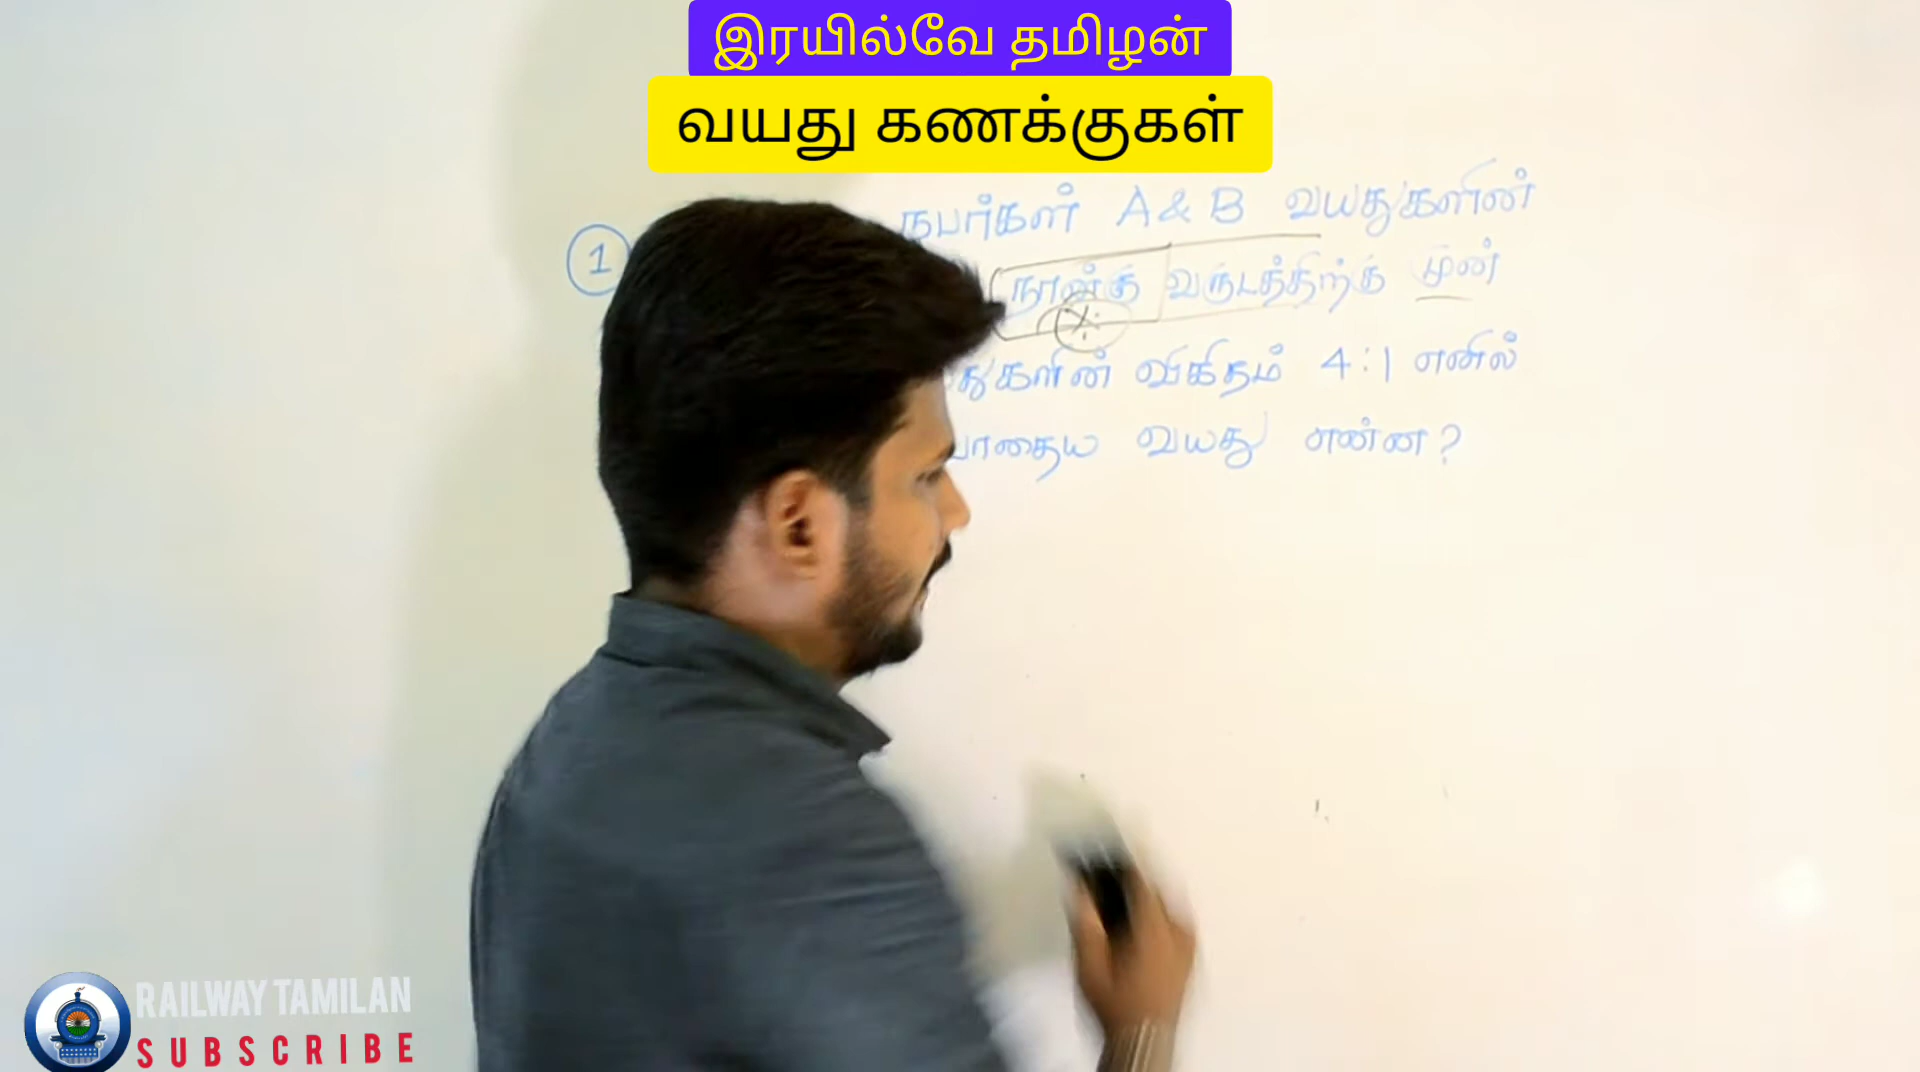 இரயில்வே தமிழன்
வயது கணக்குகள்
1 நபர்கள் A & B வயதுகளின்
நான்கு வருடத்திற்கு முன்
களின் விகிதம் 4:1 எனில்
வயது என்ன?
RAILWAY TAMILAN
SUBSCRIBE